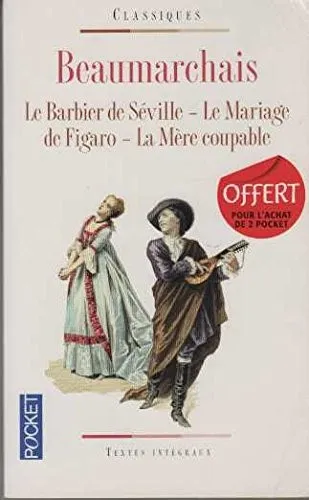 CLASSIQUES
Beaumarchais
Le Barbier de Séville – Le Mariage
de Figaro – La Mère coupable
OFFERT
POUR L'ACHAT
DE 2 POCKET
POCKET
TEXTES INTÉGRAUX